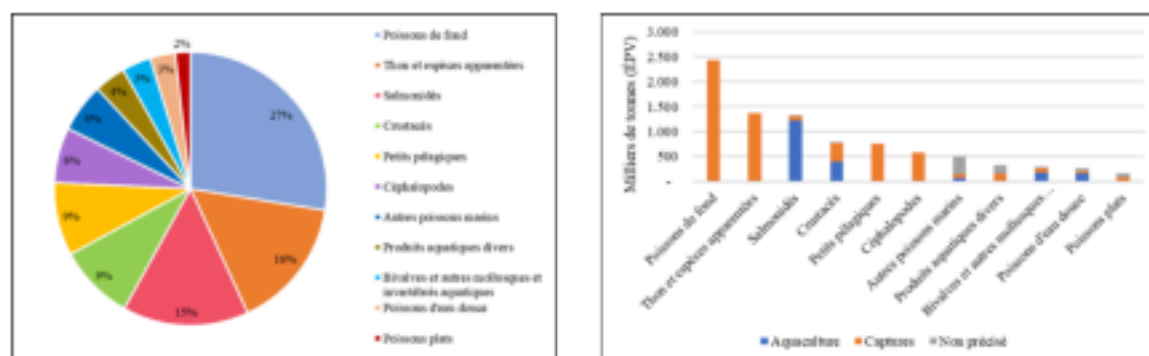 2%
3%
3%
4%
6%
6%
9%
9%
15%
16%
27%
Poissons de fond
Thon et espèces apparentées
Salmonidés
Crustacés
Petits pélagiques
Céphalopodes
Autres poissons marins
Produits aquatiques divers
Bivalves et autres mollusques et
invertébrés aquatiques
Poissons d'eau douce
Poissons plats
Milliers de tonnes (EPV)
3.000
2.500
2.000
1.500
1.000
500
-
Poissons de fond
Thon et espèces apparentées
Salmonidés
Crustacés
Petits pélagiques
Céphalopodes
Autres poissons marins
Produits aquatiques divers
Bivalves et autres mollusques…
Poissons d'eau douce
Poissons plats
Aquaculture
Captures
Non précisé